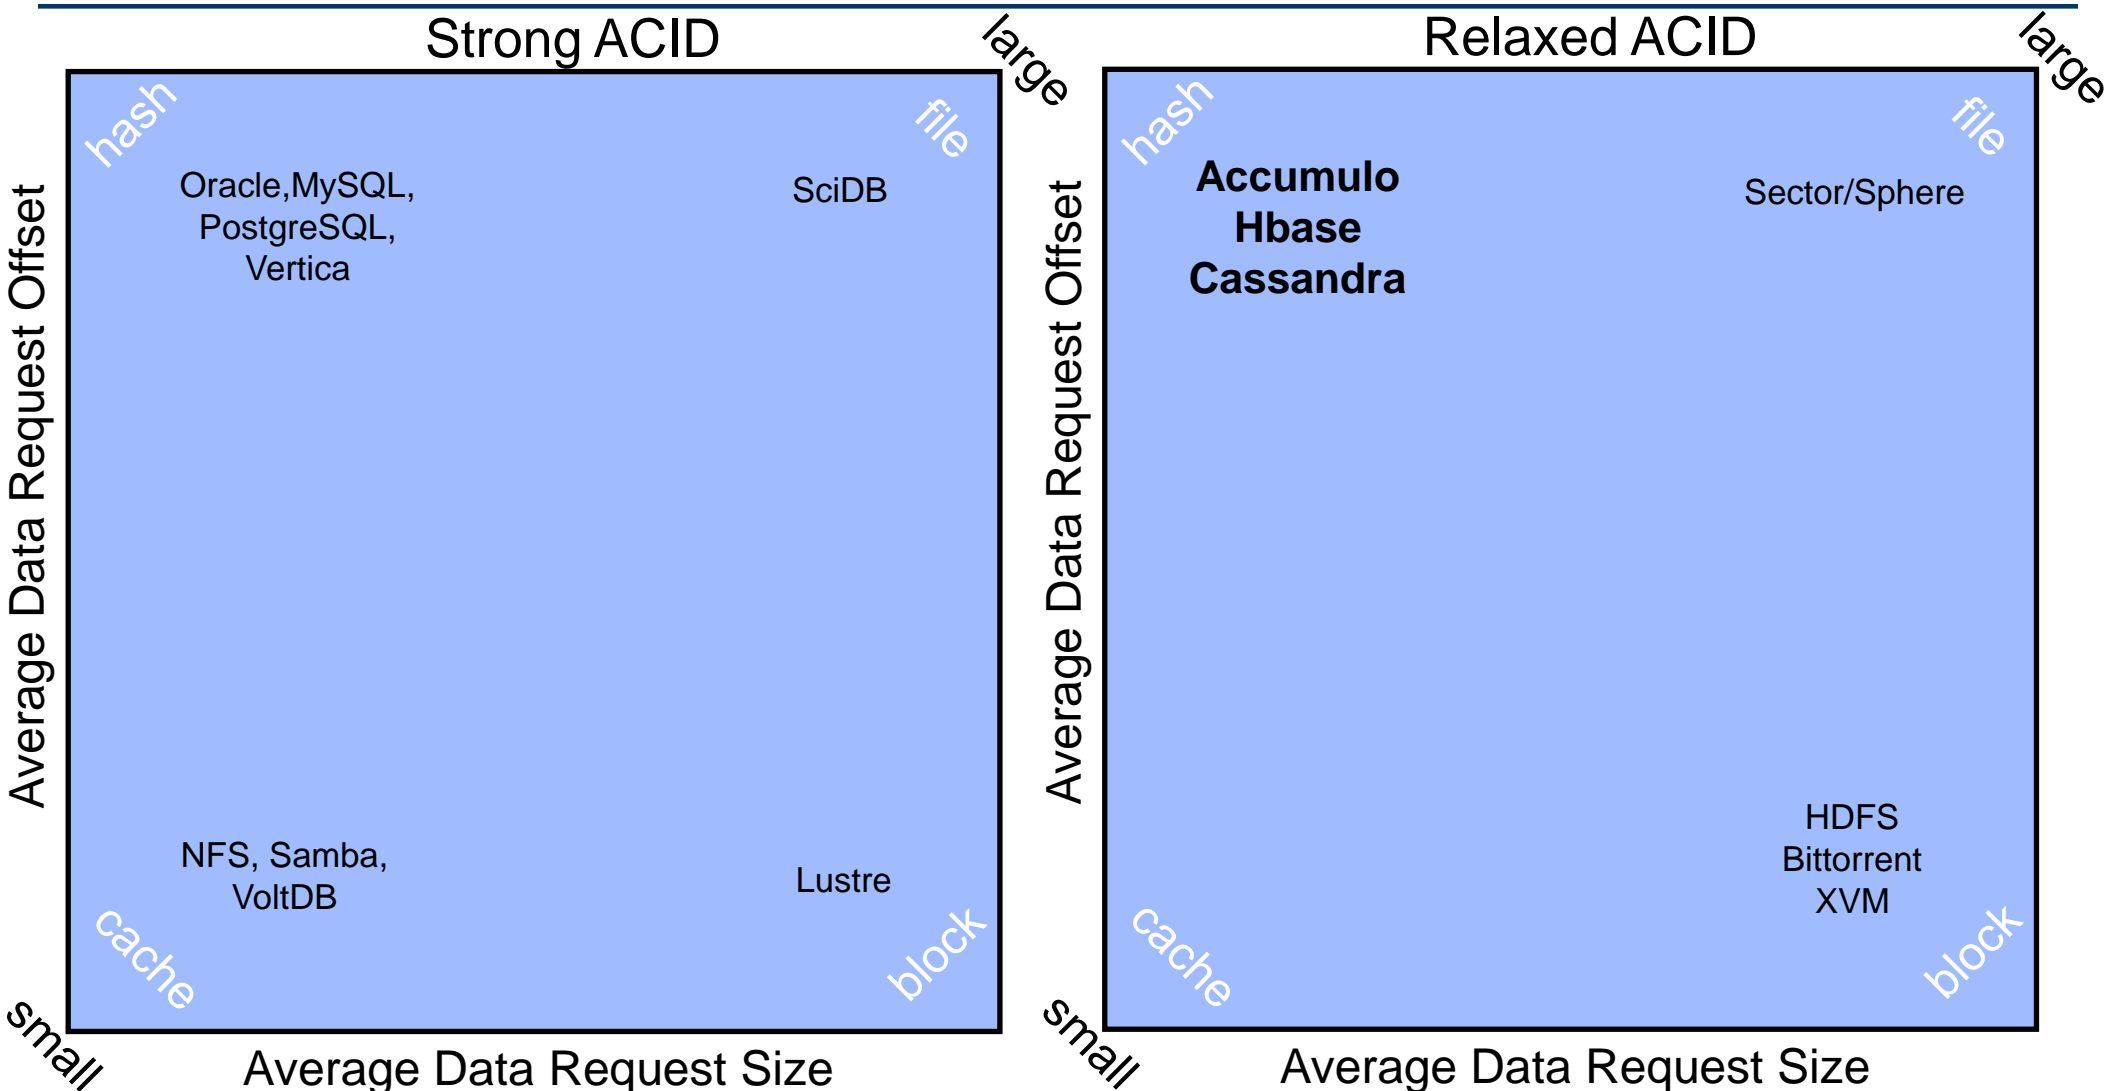 Strong ACID
large
hash
file
Oracle,MySQL,
PostgreSQL,
Vertica
SciDB
Average Data Request Offset
NFS, Samba,
VoltDB
Lustre
cache
block
small
Average Data Request Size
Relaxed ACID
large
hash
file
Accumulo
Hbase
Cassandra
Sector/Sphere
Average Data Request Offset
HDFS
Bittorrent
XVM
cache
block
small
Average Data Request Size